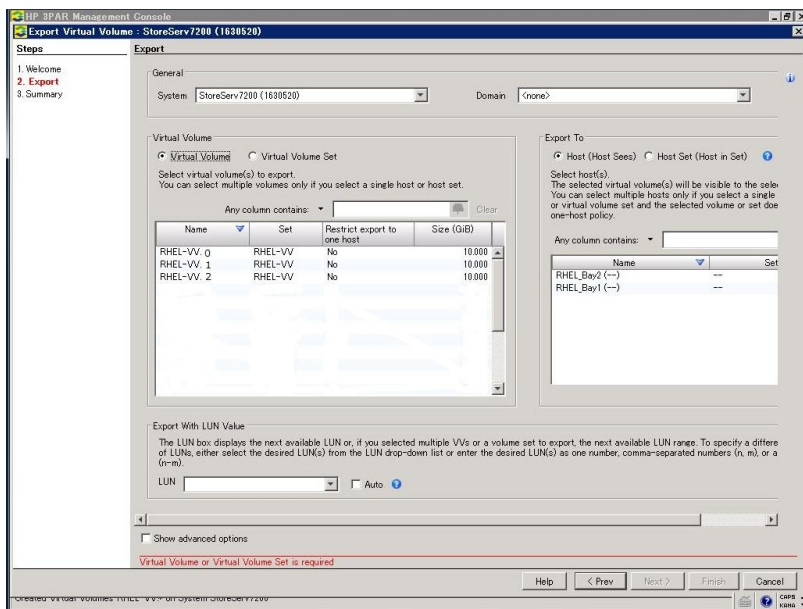 HP 3PAR Management Console
Export Virtual Volume : StoreServ7200 (1630520)
Steps
1. Welcome
2. Export
3. Summary
Export
General
System StoreServ7200 (1630520) Domain <none>
Virtual Volume
Virtual Volume Virtual Volume Set
Select virtual volume(s) to export.
You can select multiple volumes only if you select a single host or host set.
Any column contains: Clear
Name Set Restrict export to one host Size (GiB)
RHEL-VV. 0 RHEL-VV No 10.000
RHEL-VV. 1 RHEL-VV No 10.000
RHEL-VV. 2 RHEL-VV No 10.000
Export To
Host (Host Sees) Host Set (Host in Set)
Select host(s).
The selected virtual volume(s) will be visible to the sele
You can select multiple hosts only if you select a single
or virtual volume set and the selected volume or set doe
one-host policy.
Any column contains:
Name Set
RHEL_Bay2 (--) --
RHEL_Bay1 (--) --
Export With LUN Value
The LUN box displays the next available LUN or, if you selected multiple VVs or a volume set to export, the next available LUN range. To specify a differe
of LUNs, either select the desired LUN(s) from the LUN drop-down list or enter the desired LUN(s) as one number, comma-separated numbers (n, m), or a
(n-m).
LUN Auto
Show advanced options
Virtual Volume or Virtual Volume Set is required
Help < Prev Next > Finish Cancel
Created Virtual Volumes on System StoreServ7200
CAPS
KANA